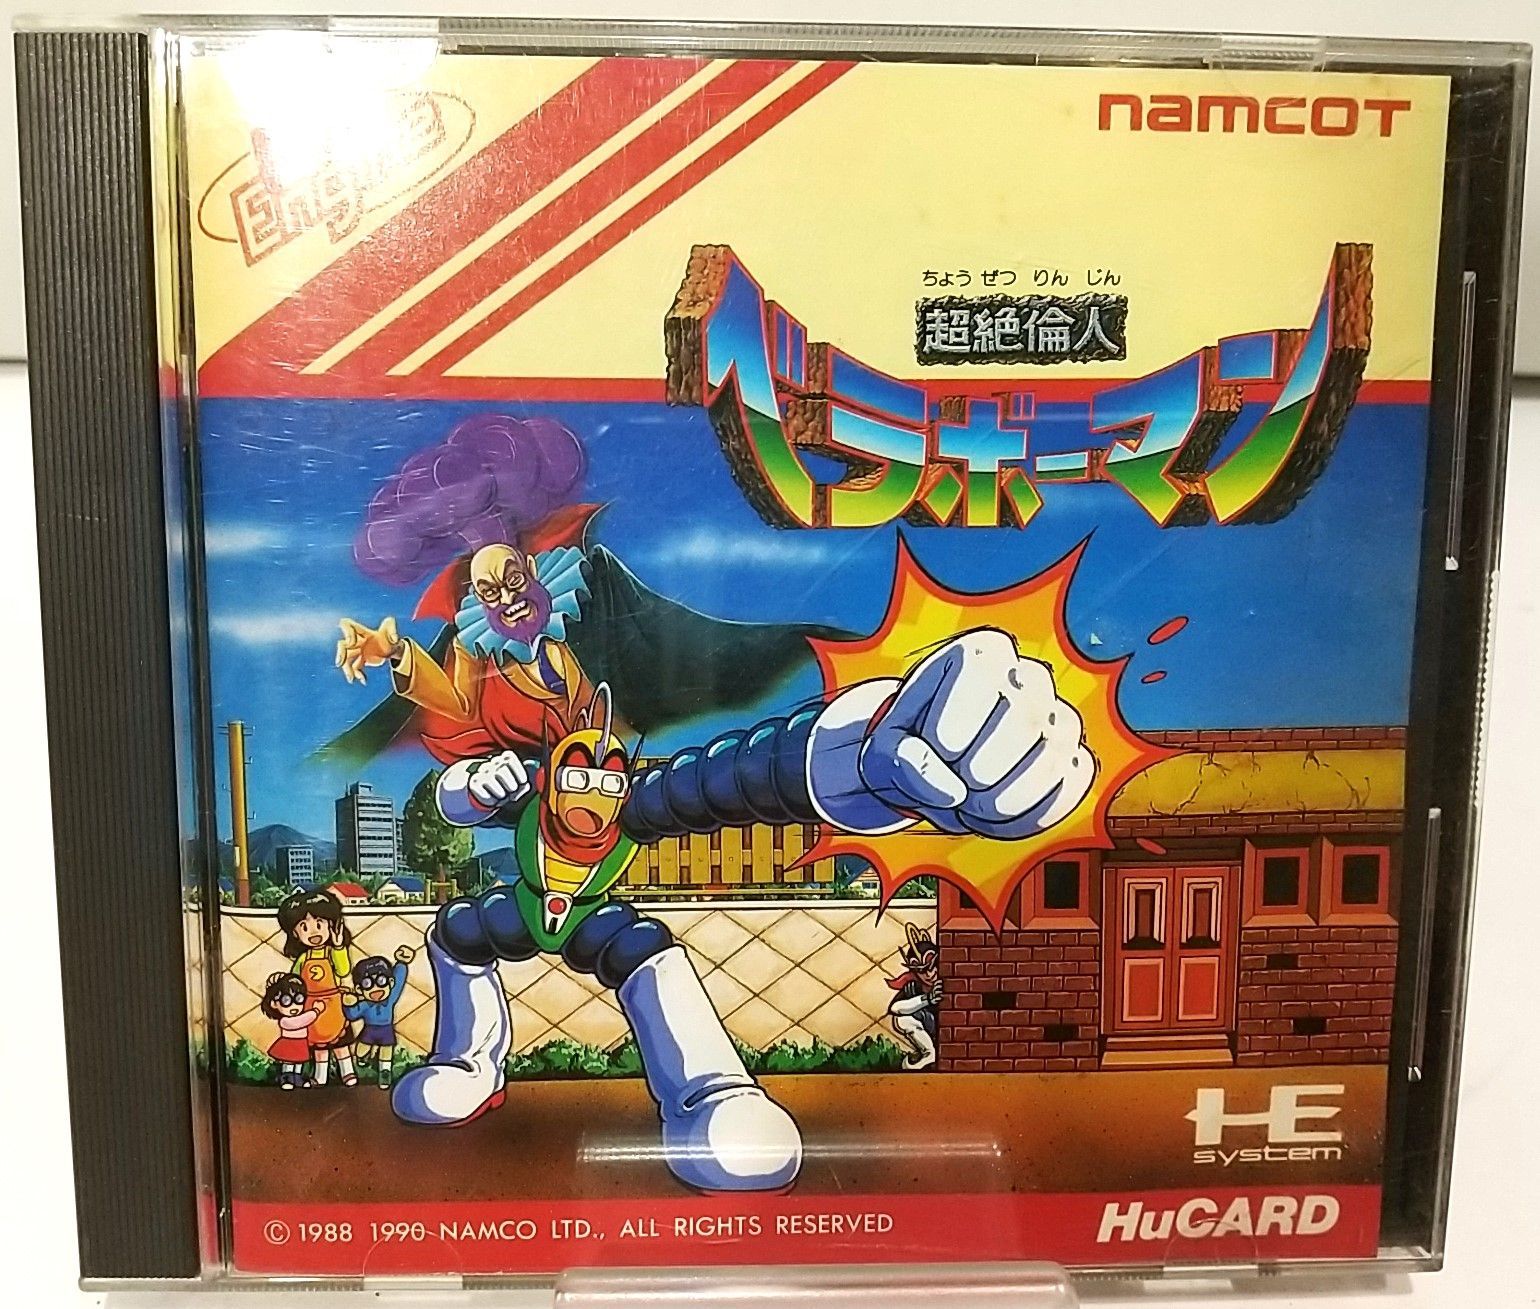 namcoT
ちょう ぜつ りん じん
超絶倫人
ベラボーマン
HE
system
© 1988 1990 NAMCO LTD., ALL RIGHTS RESERVED
HuCARD